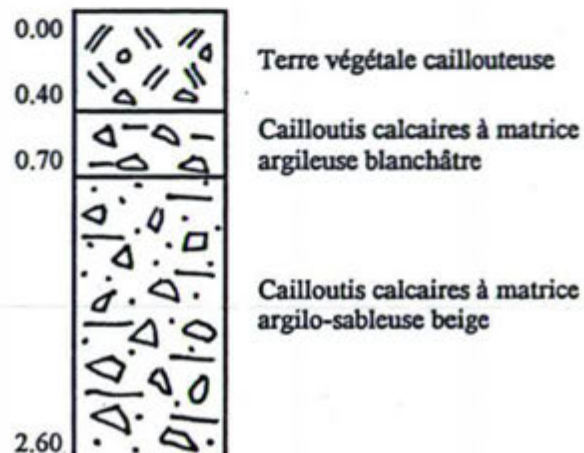 0.00
Terre végétale caillouteuse
0.40
Cailloutis calcaires à matrice
argileuse blanchâtre
0.70
Cailloutis calcaires à matrice
argilo-sableuse beige
2.60